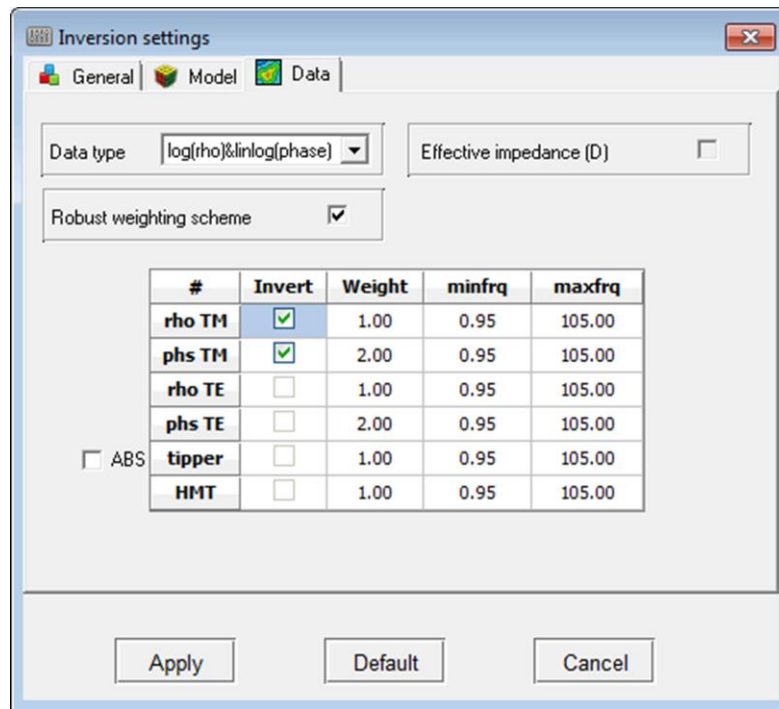 Inversion settings
General Model Data
Data type log(rho)&linlog(phase) Effective impedance (D)
Robust weighting scheme
# Invert Weight minfrq maxfrq
rho TM 1.00 0.95 105.00
phs TM 2.00 0.95 105.00
rho TE 1.00 0.95 105.00
phs TE 2.00 0.95 105.00
ABS tipper 1.00 0.95 105.00
HMT 1.00 0.95 105.00
Apply Default Cancel